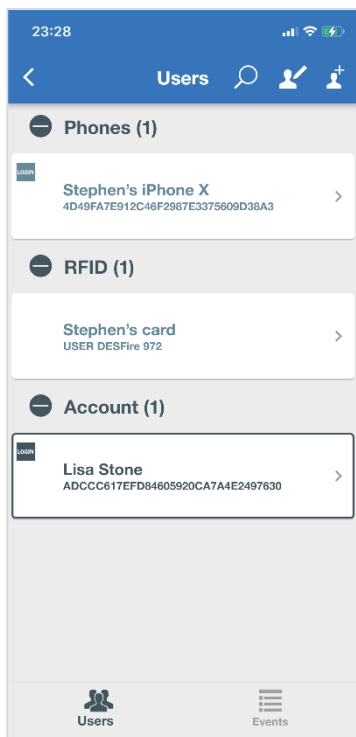 23:28
Users
Phones (1)
LOGIN
Stephen's iPhone X
4D49FA7E912C46F2987E3375609D38A3
RFID (1)
Stephen's card
USER DESFire 972
Account (1)
LOGIN
Lisa Stone
ADCCC617EFD84605920CA7A4E2497630
Users
Events